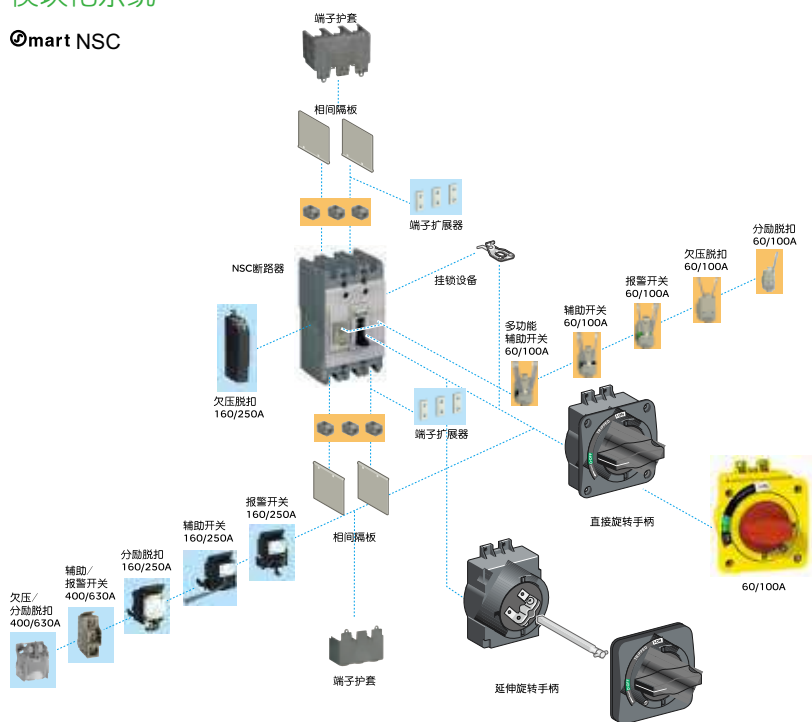 模块化系统
Smart NSC
端子护套
相间隔板
端子扩展器
NSC断路器
挂锁设备
分励脱扣
60/100A
欠压脱扣
60/100A
报警开关
60/100A
辅助开关
60/100A
多功能
辅助开关
60/100A
欠压脱扣
160/250A
端子扩展器
直接旋转手柄
60/100A
相间隔板
报警开关
160/250A
辅助开关
160/250A
分励脱扣
160/250A
辅助/
报警开关
400/630A
欠压/
分励脱扣
400/630A
端子护套
延伸旋转手柄